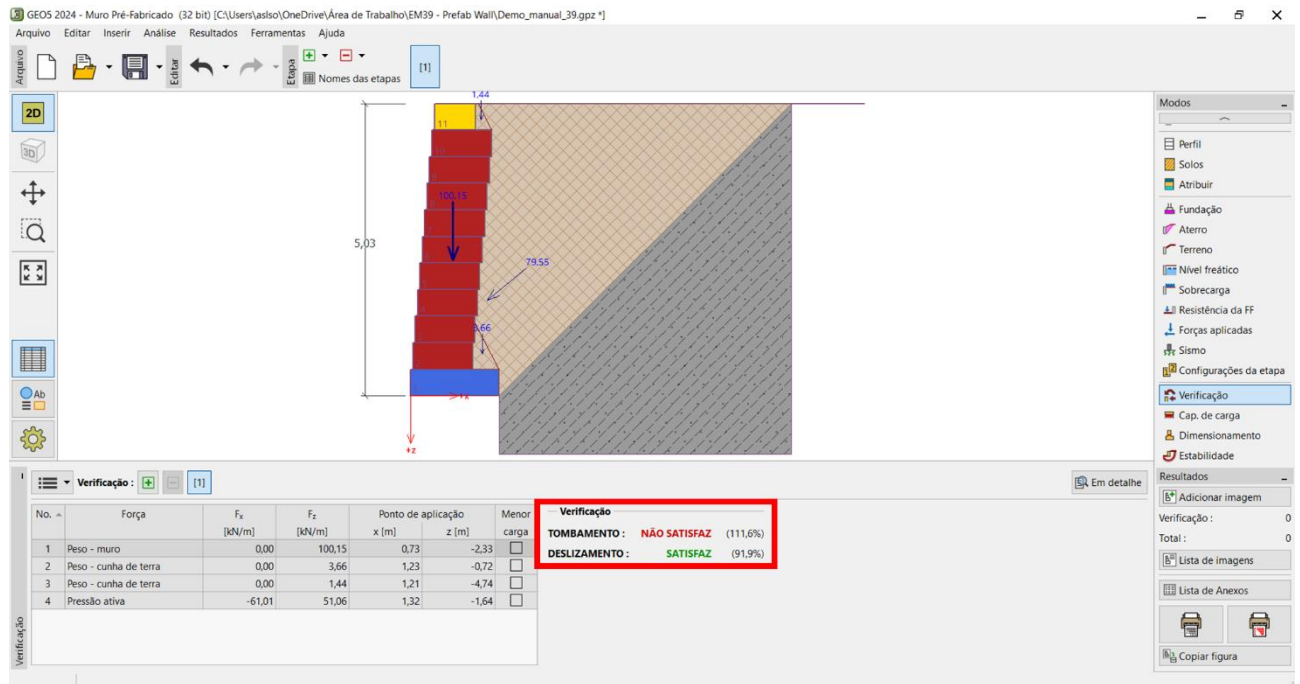 GEO5 2024 - Muro Pré-Fabricado (32 bit) [C:\Users\aslso\OneDrive\Área de Trabalho\EM39 - Prefab Wall\Demo_manual_39.gpz *]
Arquivo Editar Inserir Análise Resultados Ferramentas Ajuda
Arquivo
Editar
Etapa
Nomes das etapas
[1]
2D
3D
Ab
1,44
11
10
100,15
5,03
79.55
3,66
+x
+z
Modos
Perfil
Solos
Atribuir
Fundação
Aterro
Terreno
Nível freático
Sobrecarga
Resistência da FF
Forças aplicadas
Sismo
Configurações da etapa
Verificação
Cap. de carga
Dimensionamento
Estabilidade
Resultados
Adicionar imagem
Verificação : 0
Total : 0
Lista de imagens
Lista de Anexos
Copiar figura
Verificação : [1]
Em detalhe
No. Força Fx Fz Ponto de aplicação Menor
[kN/m] [kN/m] x [m] z [m] carga
1 Peso - muro 0,00 100,15 0,73 -2,33
2 Peso - cunha de terra 0,00 3,66 1,23 -0,72
3 Peso - cunha de terra 0,00 1,44 1,21 -4,74
4 Pressão ativa -61,01 51,06 1,32 -1,64
Verificação
TOMBAMENTO : NÃO SATISFAZ (111,6%)
DESLIZAMENTO : SATISFAZ (91,9%)
Verificação